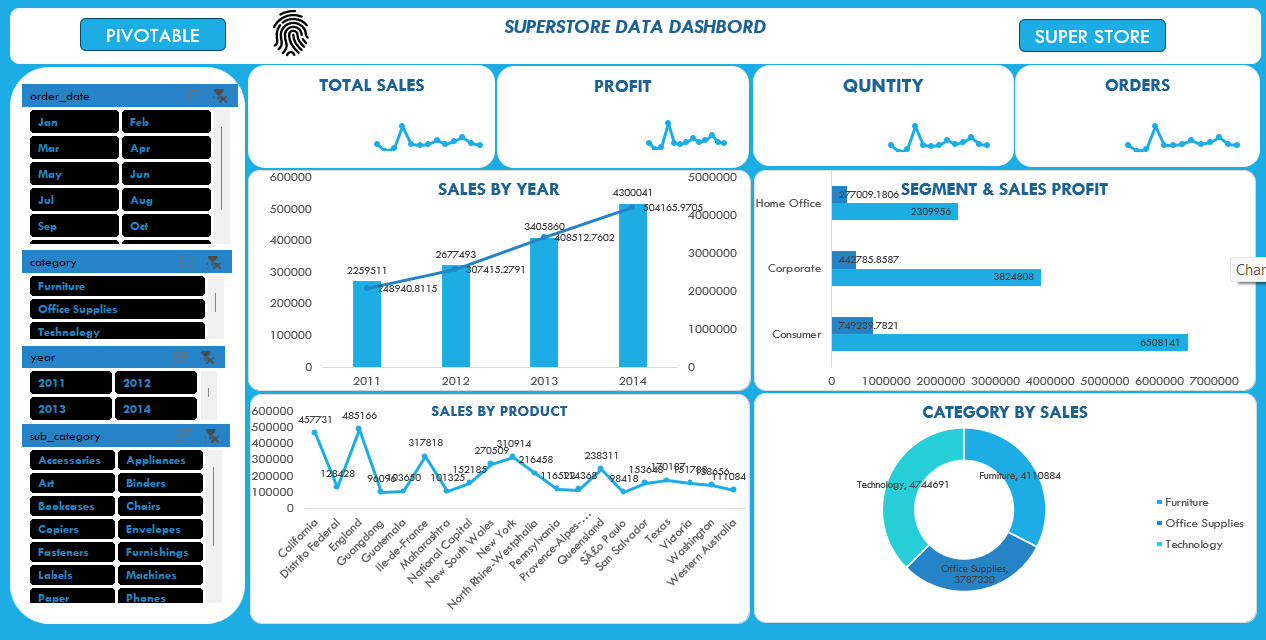 PIVOTABLE
SUPERSTORE DATA DASHBORD
SUPER STORE
order_date
Jan Feb
Mar Apr
May Jun
Jul Aug
Sep Oct
category
Furniture
Office Supplies
Technology
year
2011 2012
2013 2014
sub_category
Accessories Appliances
Art Binders
Bookcases Chairs
Copiers Envelopes
Fasteners Furnishings
Labels Machines
Paper Phones
TOTAL SALES
PROFIT
QUNTITY
ORDERS
SALES BY YEAR
600000
500000
400000
300000
200000
100000
0
5000000
4000000
3000000
2000000
1000000
0
2259511
2677493
3405860
4300041
248940.8115
307415.2791
408512.7602
504165.9705
2011 2012 2013 2014
SEGMENT & SALES PROFIT
Home Office
277009.1806
2309956
Corporate
442785.8587
3824808
Consumer
749239.7821
6508141
0 1000000 2000000 3000000 4000000 5000000 6000000 7000000
Char
SALES BY PRODUCT
600000
500000
400000
300000
200000
100000
0
457731
128428
485166
103650
317818
101325
152185
270509
310914
216458
238311
98418
153648
170187
138656
111084
California
Distrito Federal
England
Guangdong
Guatemala
Ile-de-France
Maharashtra
National Capital
New South Wales
New York
North Rhine-Westphalia
Pennsylvania
Provence-Alpes-...
Queensland
SÃ£o Paulo
San Salvador
Texas
Victoria
Washington
Western Australia
CATEGORY BY SALES
Technology, 4744691
Furniture, 4110884
Office Supplies,
3787330
Furniture
Office Supplies
Technology